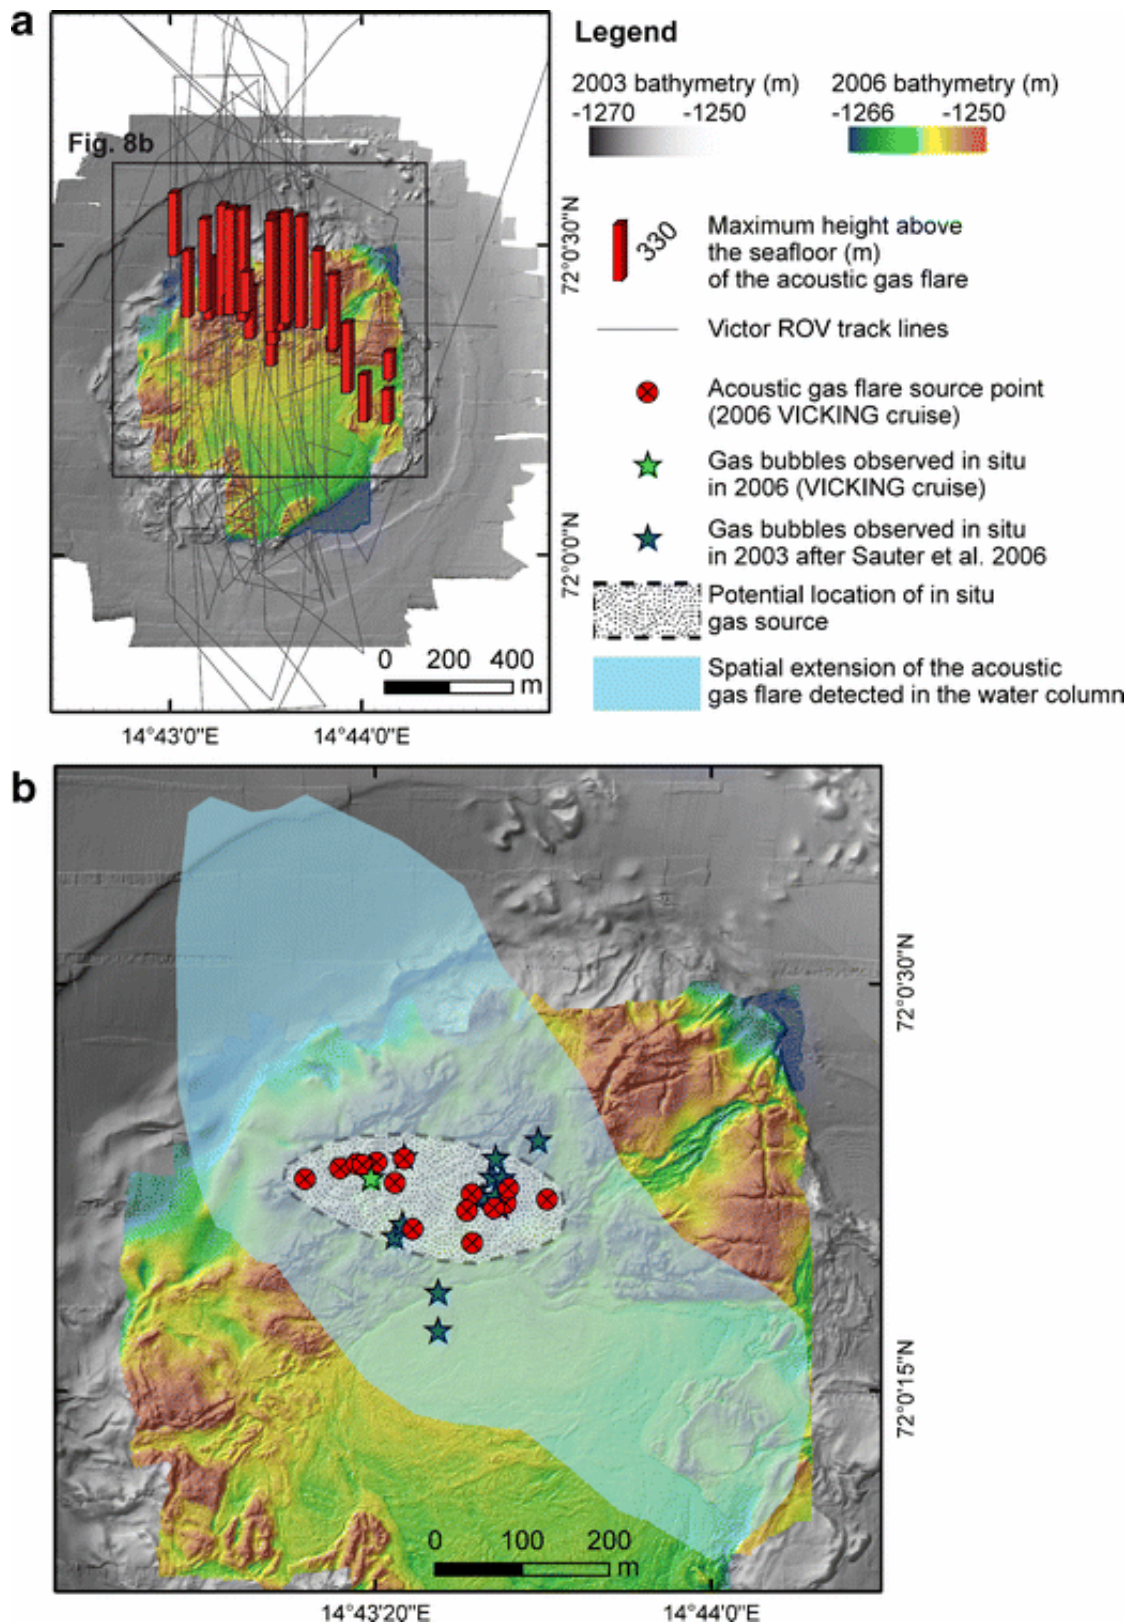 a
Fig. 8b
72°0'30"N
72°0'0"N
0 200 400
m
14°43'0"E 14°44'0"E
Legend
2003 bathymetry (m) 2006 bathymetry (m)
-1270 -1250 -1266 -1250
330
Maximum height above
the seafloor (m)
of the acoustic gas flare
Victor ROV track lines
Acoustic gas flare source point
(2006 VICKING cruise)
Gas bubbles observed in situ
in 2006 (VICKING cruise)
Gas bubbles observed in situ
in 2003 after Sauter et al. 2006
Potential location of in situ
gas source
Spatial extension of the acoustic
gas flare detected in the water column
b
72°0'30"N
72°0'15"N
0 100 200
m
14°43'20"E 14°44'0"E